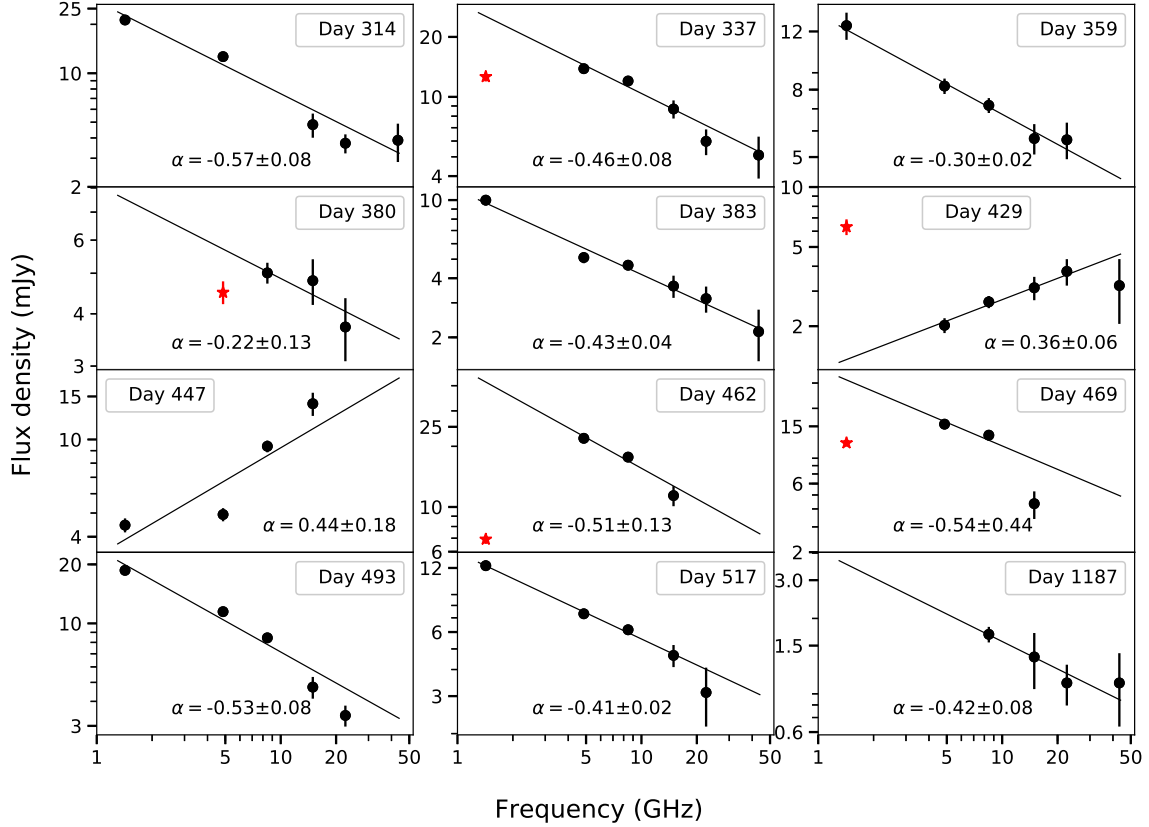 25
10
2
Day 314
α = -0.57±0.08
20
10
4
Day 337
α = -0.46±0.08
12
8
5
Day 359
α = -0.30±0.02
6
4
3
Day 380
α = -0.22±0.13
10
4
2
Day 383
α = -0.43±0.04
10
5
2
Day 429
α = 0.36±0.06
15
10
4
Day 447
α = 0.44±0.18
25
10
6
Day 462
α = -0.51±0.13
15
6
2
Day 469
α = -0.54±0.44
20
10
3
Day 493
α = -0.53±0.08
12
6
3
Day 517
α = -0.41±0.02
3.0
1.5
0.6
Day 1187
α = -0.42±0.08
1 5 10 50
1 5 10 50
1 5 10 50
Flux density (mJy)
Frequency (GHz)